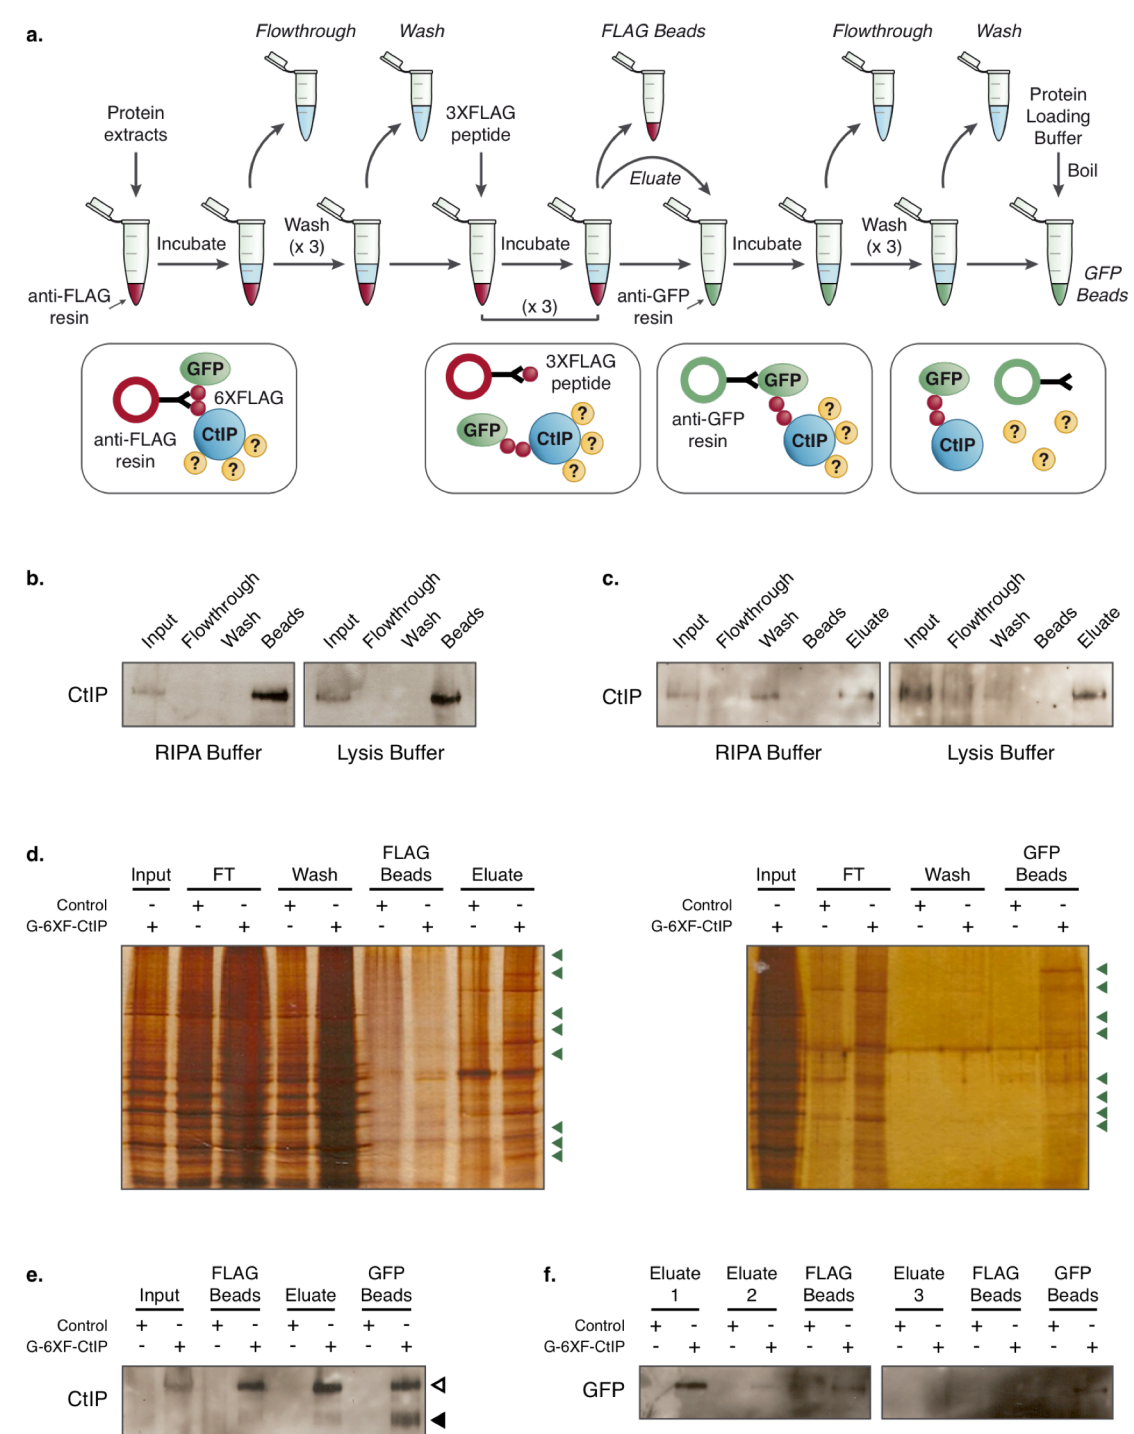 a.
Flowthrough
Wash
FLAG Beads
Flowthrough
Wash
Protein
extracts
3XFLAG
peptide
Protein
Loading
Buffer
Eluate
Boil
Incubate
Wash
(x 3)
Incubate
Incubate
Wash
(x 3)
anti-FLAG
resin
(x 3)
anti-GFP
resin
GFP
Beads
GFP
6XFLAG
anti-FLAG
resin
CtIP
?
?
?
3XFLAG
peptide
GFP
CtIP
?
?
?
GFP
anti-GFP
resin
CtIP
?
?
?
GFP
CtIP
?
?
?
b.
Input
Flowthrough
Wash
Beads
Input
Flowthrough
Wash
Beads
CtIP
RIPA Buffer
Lysis Buffer
c.
Input
Flowthrough
Wash
Beads
Eluate
Input
Flowthrough
Wash
Beads
Eluate
CtIP
RIPA Buffer
Lysis Buffer
d.
Input FT Wash FLAG Beads Eluate
Control - + - + - + - + -
G-6XF-CtIP + - + - + - + - +
Input FT Wash GFP Beads
Control - + - + - + -
G-6XF-CtIP + - + - + - +
e.
Input FLAG Beads Eluate GFP Beads
Control + - + - + - + -
G-6XF-CtIP - + - + - + - +
CtIP
f.
Eluate 1 Eluate 2 FLAG Beads Eluate 3 FLAG Beads GFP Beads
Control + - + - + - + - + - + -
G-6XF-CtIP - + - + - + - + - + - +
GFP